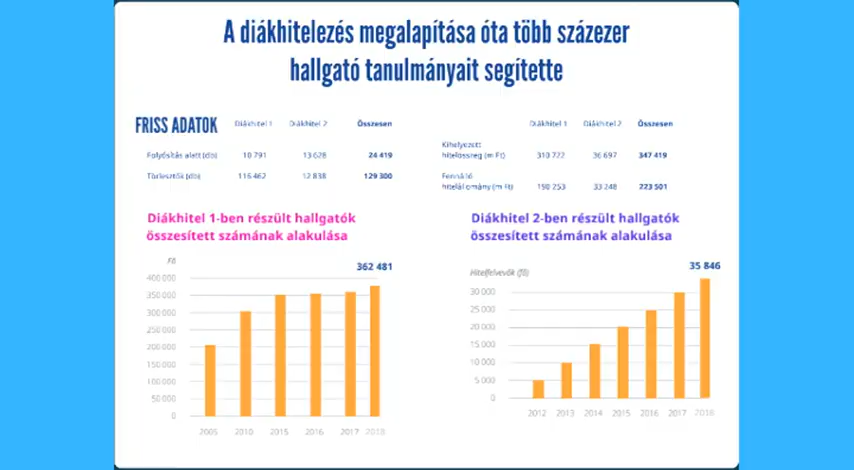 A diákhitelezés megalapítása óta több százezer
hallgató tanulmányait segítette
FRISS ADATOK Diákhitel 1 Diákhitel 2 Összesen
Folyósítás alatt (db) 10 791 13 628 24 419
Törlesztők (db) 116 462 12 838 129 300
Diákhitel 1 Diákhitel 2 Összesen
Kihelyezett
hitelösszeg (m Ft) 310 722 36 697 347 419
Fennálló
hitelállomány (m Ft) 190 253 33 248 223 501
Diákhitel 1-ben részült hallgatók
összesített számának alakulása
Fő
362 481
400 000
350 000
300 000
250 000
200 000
150 000
100 000
50 000
0
2005 2010 2015 2016 2017 2018
Diákhitel 2-ben részült hallgatók
összesített számának alakulása
Hitelfelvevők (fő)
35 846
30 000
25 000
20 000
15 000
10 000
5 000
0
2012 2013 2014 2015 2016 2017 2018